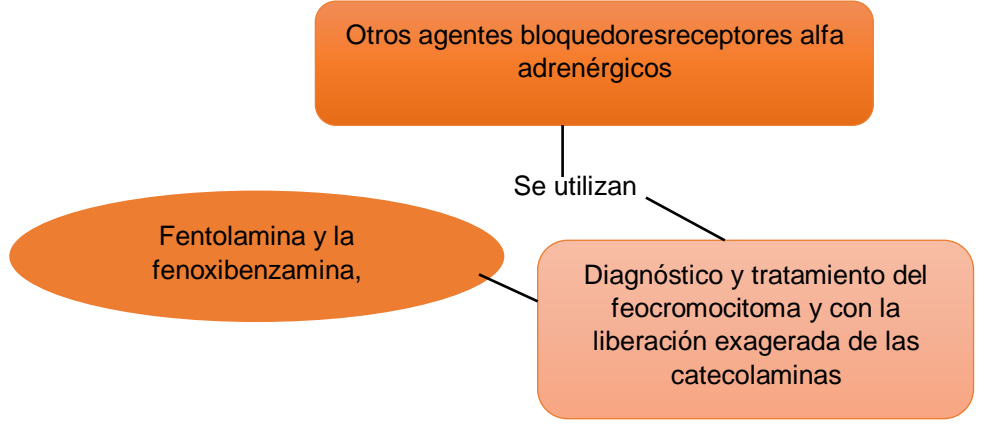 Otros agentes bloquedoresreceptores alfa
adrenérgicos
Se utilizan
Fentolamina y la
fenoxibenzamina,
Diagnóstico y tratamiento del
feocromocitoma y con la
liberación exagerada de las
catecolaminas